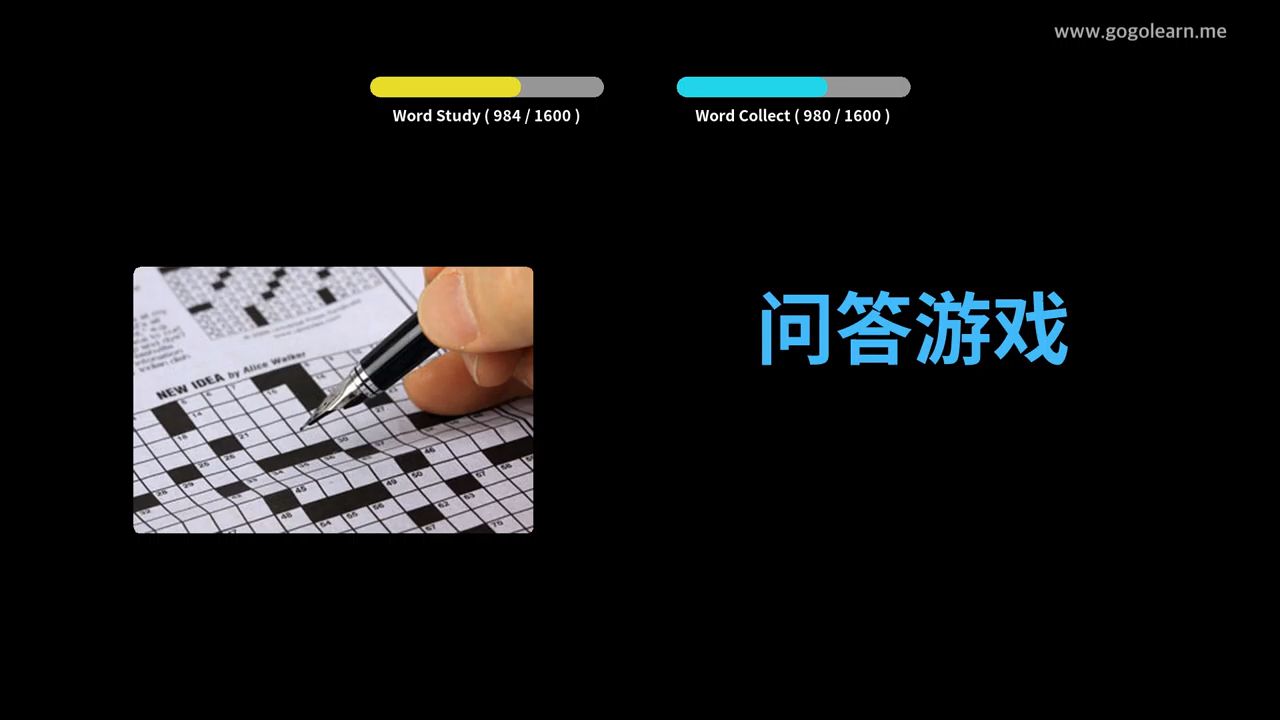 www.gogolearn.me
Word Study ( 984 / 1600 )
Word Collect ( 980 / 1600 )
问答游戏
NEW IDEA by Alice Walker